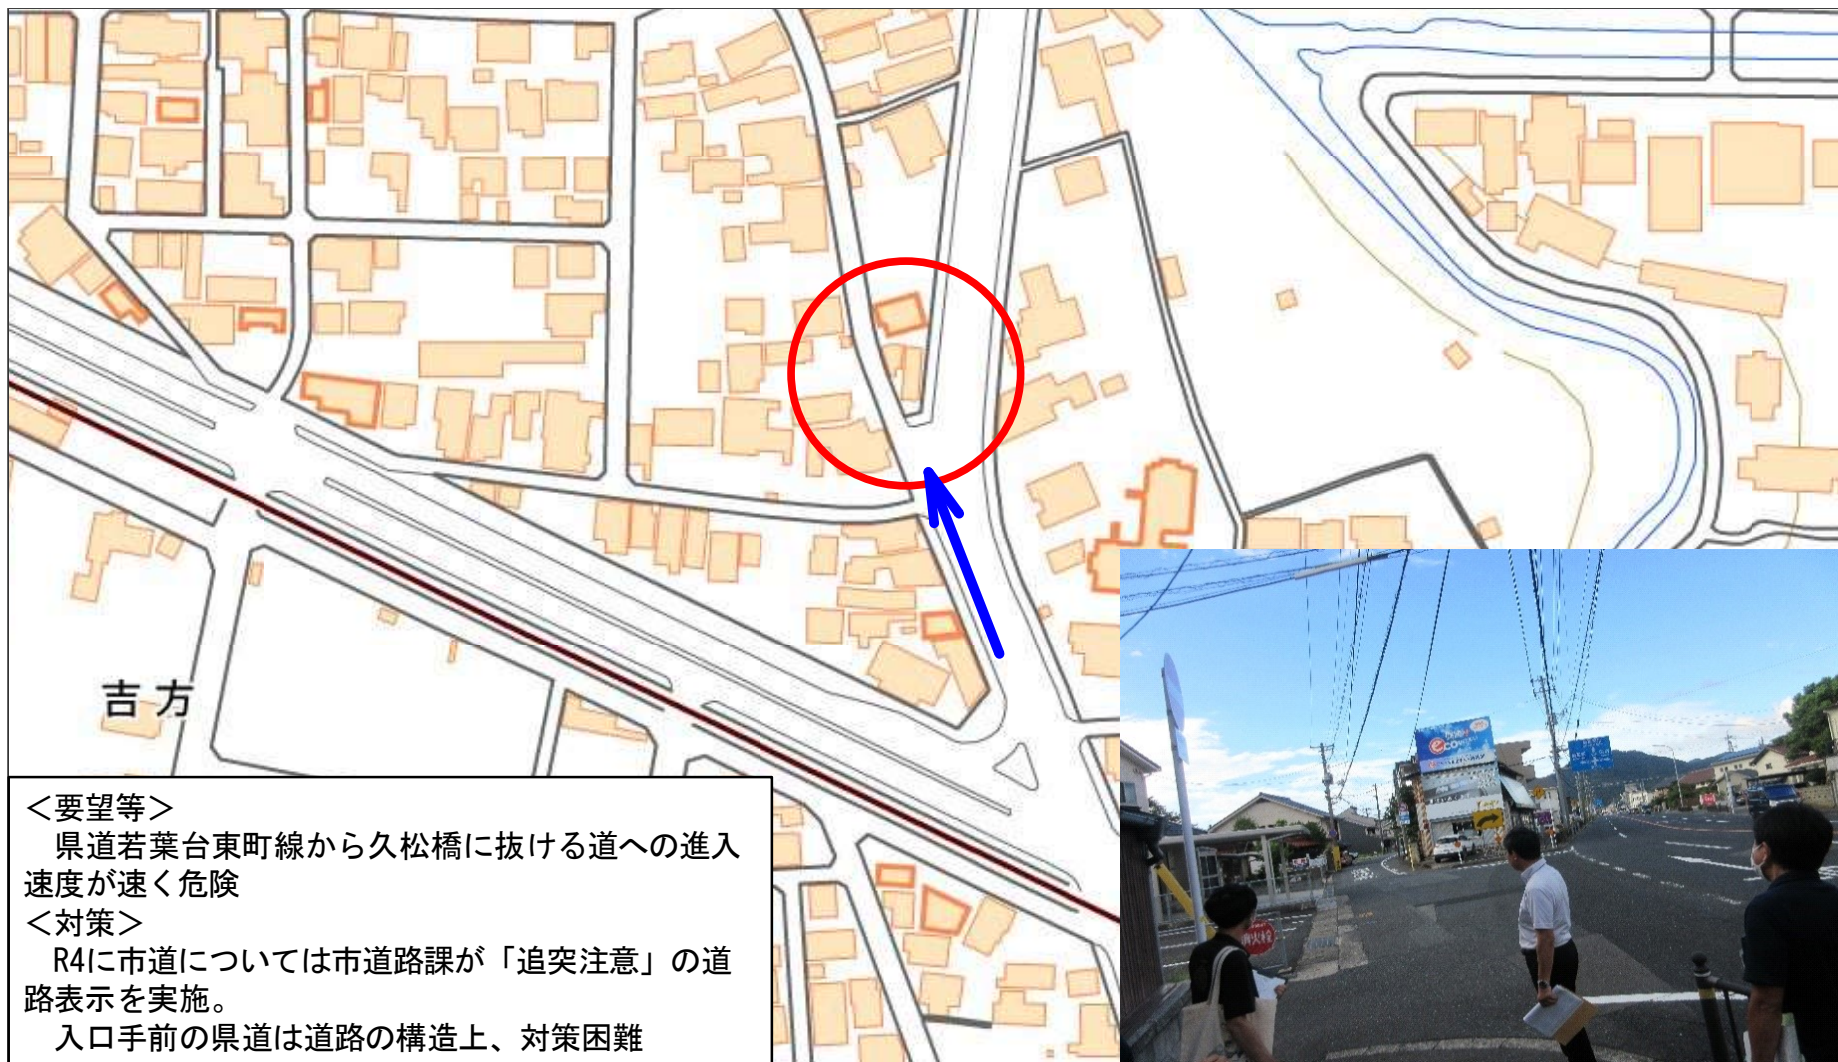 吉方
＜要望等＞
県道若葉台東町線から久松橋に抜ける道への進入
速度が速く危険
＜対策＞
R4に市道については市道路課が「追突注意」の道
路表示を実施。
入口手前の県道は道路の構造上、対策困難
eco
消火栓